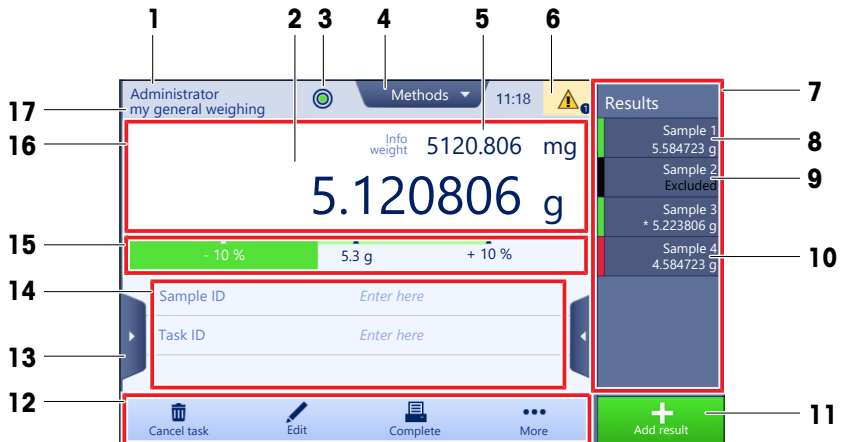 1 2 3 4 5 6
Administrator
my general weighing
Methods
11:18
1
Info
weight
5120.806 mg
5.120806 g
- 10 % 5.3 g + 10 %
Sample ID Enter here
Task ID Enter here
Cancel task Edit Complete More
Results
Sample 1
5.584723 g
Sample 2
Excluded
Sample 3
* 5.223806 g
Sample 4
4.584723 g
Add result
7
8
9
10
11
17
16
15
14
13
12